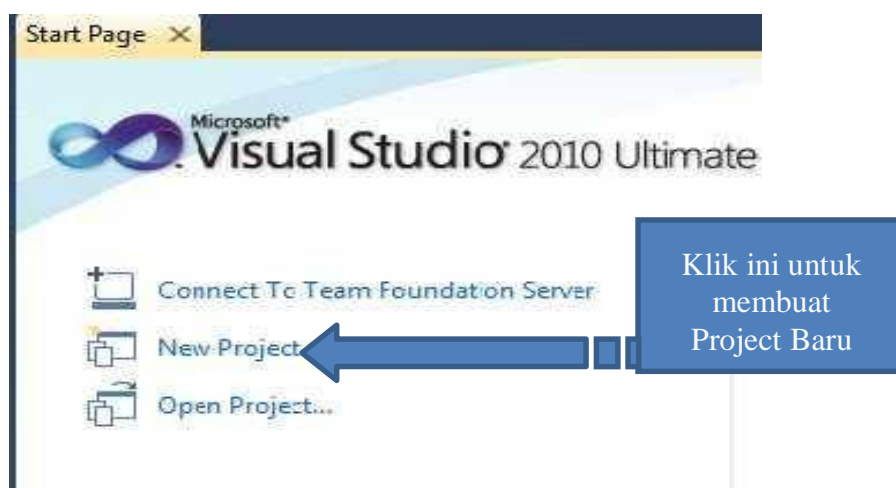 Start Page
Microsoft®
Visual Studio® 2010 Ultimate
Connect To Team Foundation Server
New Project
Open Project...
Klik ini untuk
membuat
Project Baru